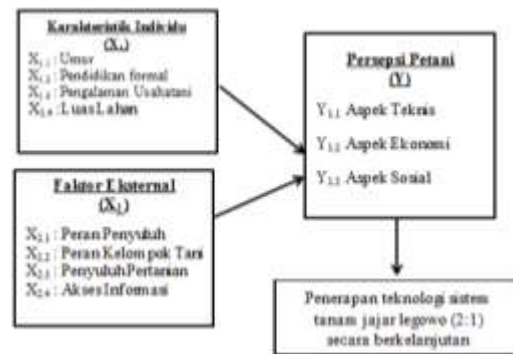 Karakteristik Individu
(X₁)
X₁.₁ : Umur
X₁.₂ : Pendidikan formal
X₁.₃ : Pengalaman Usahatani
X₁.₄ : Luas Lahan
Faktor Eksternal
(X₂)
X₂.₁ : Peran Penyuluh
X₂.₂ : Peran Kelompok Tani
X₂.₃ : Penyuluh Pertanian
X₂.₄ : Akses Informasi
Persepsi Petani
(Y)
Y₁.₁ Aspek Teknis
Y₁.₂ Aspek Ekonomi
Aspek Sosial
Penerapan teknologi sistem
tanam jajar legowo (2:1)
secara berkelanjutan